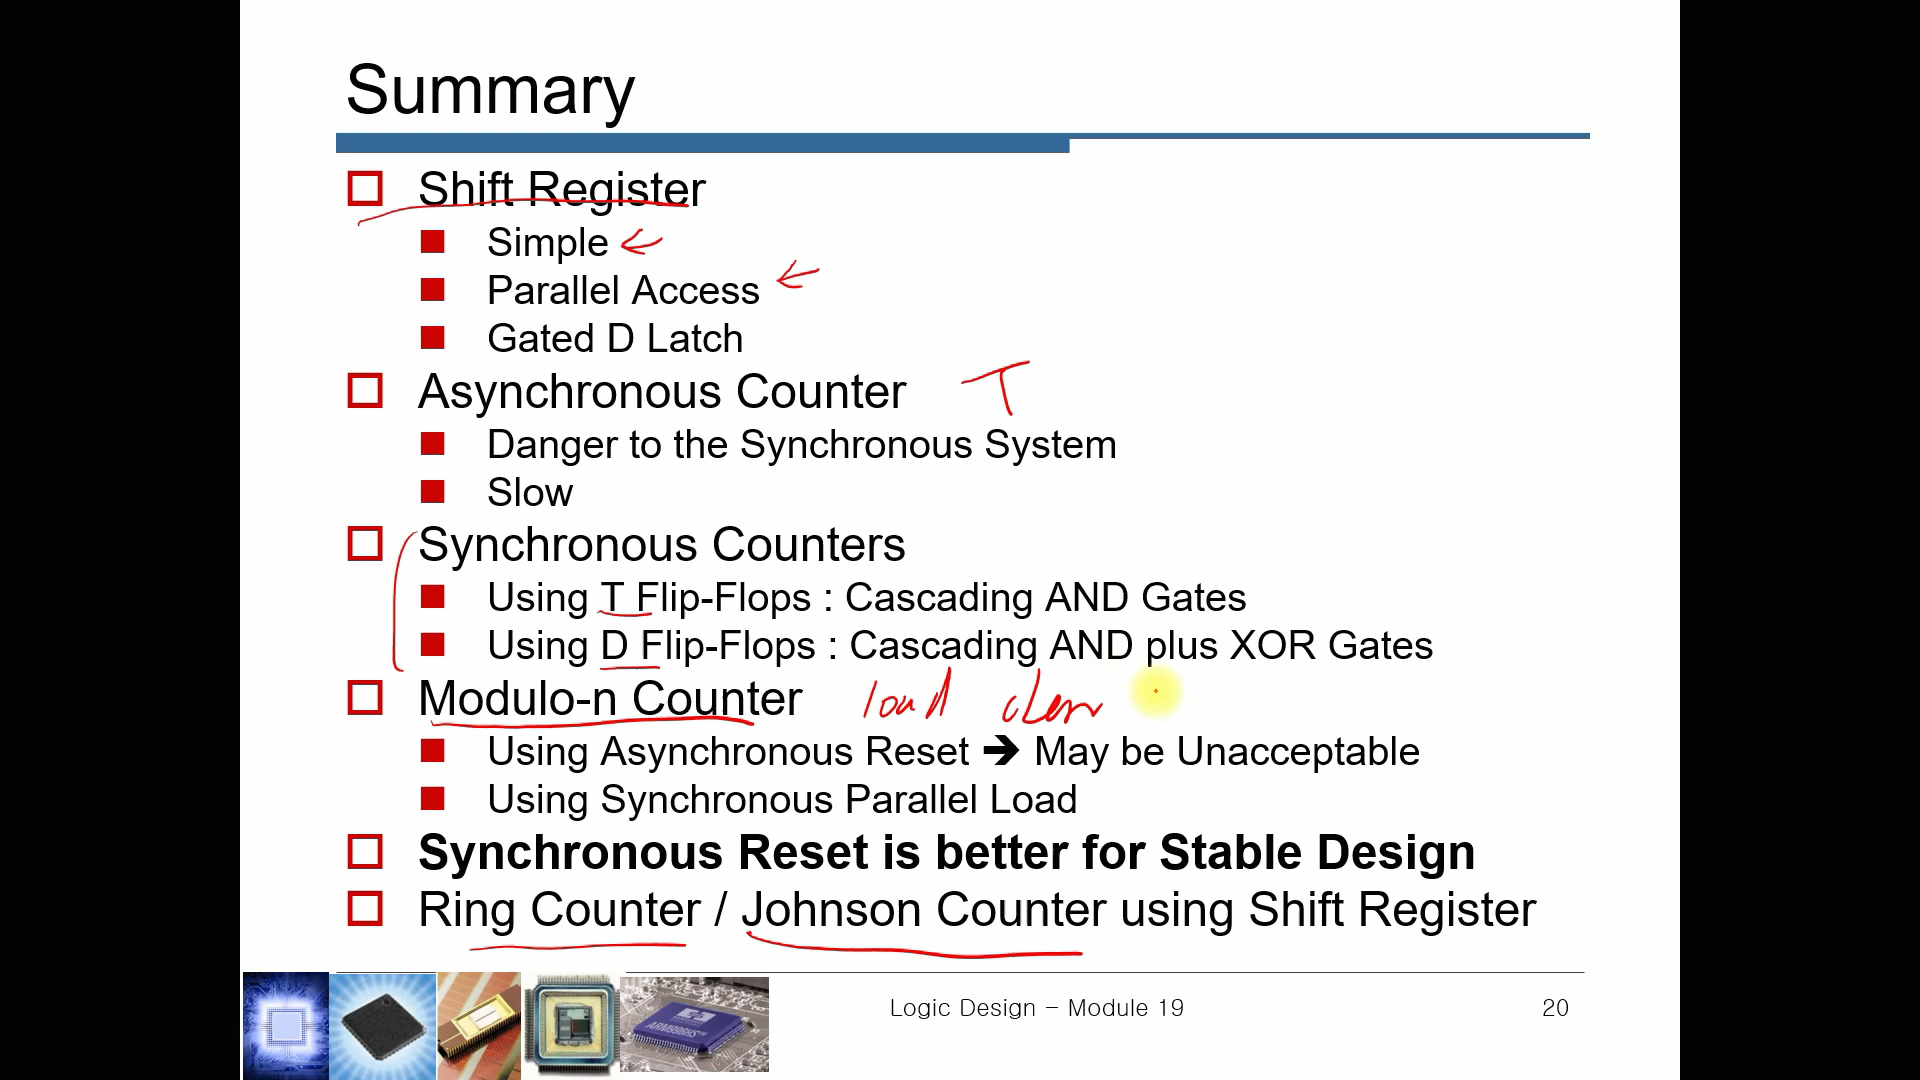 Summary
Shift Register
Simple
Parallel Access
Gated D Latch
Asynchronous Counter T
Danger to the Synchronous System
Slow
Synchronous Counters
Using T Flip-Flops : Cascading AND Gates
Using D Flip-Flops : Cascading AND plus XOR Gates
Modulo-n Counter load clear
Using Asynchronous Reset ➔ May be Unacceptable
Using Synchronous Parallel Load
Synchronous Reset is better for Stable Design
Ring Counter / Johnson Counter using Shift Register
Logic Design – Module 19
20